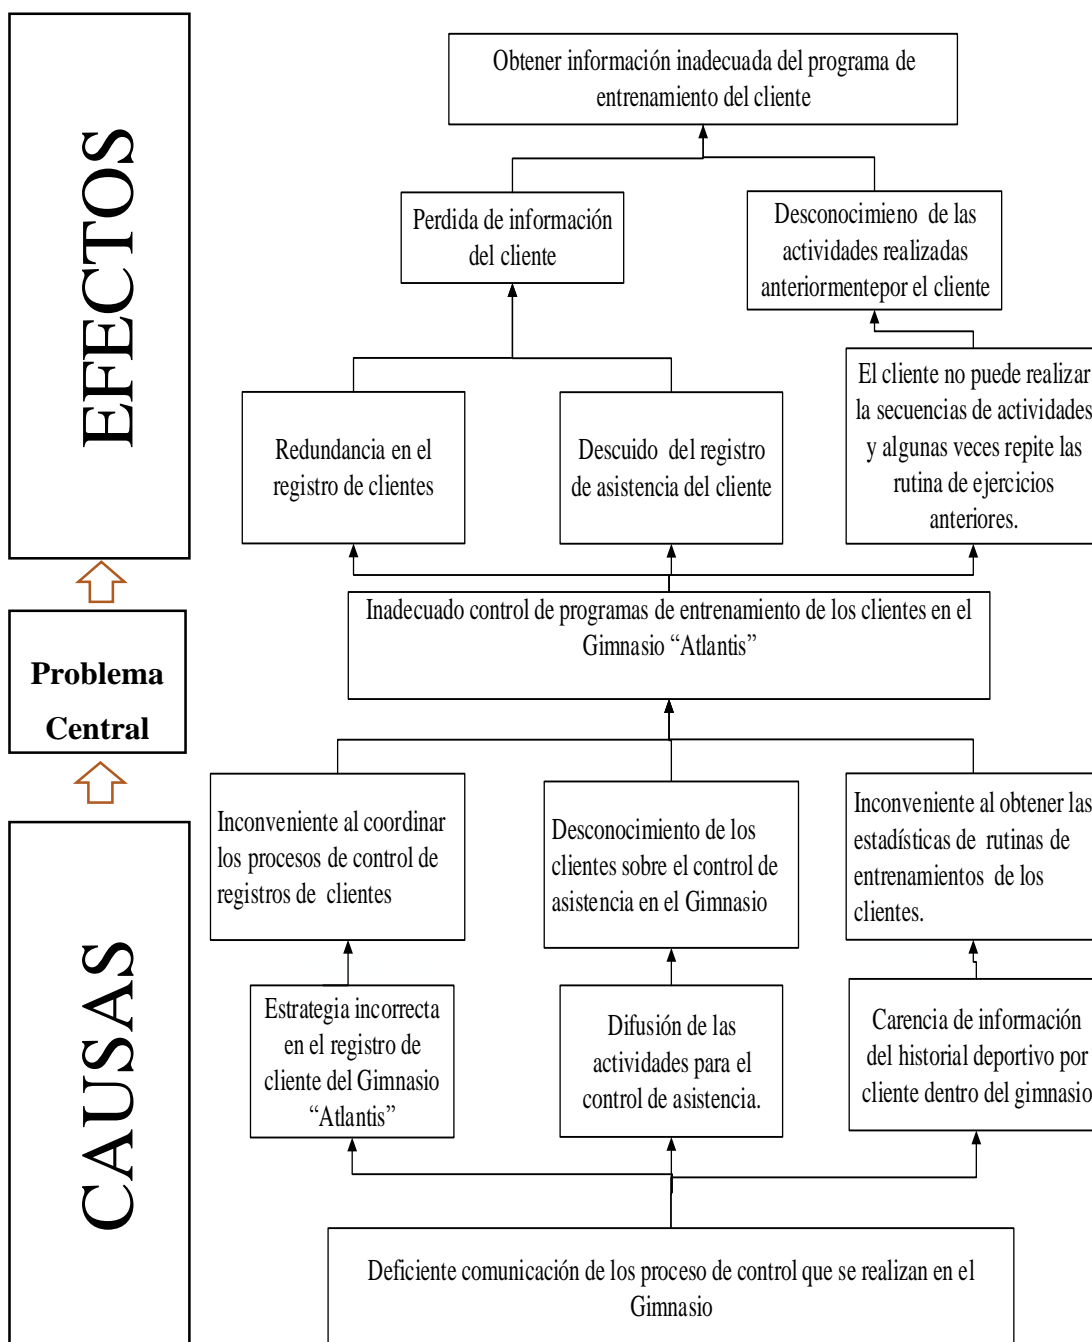 EFECTOS
Obtener información inadecuada del programa de
entrenamiento del cliente
Perdida de información
del cliente
Desconocimieno de las
actividades realizadas
anteriormentepor el cliente
Redundancia en el
registro de clientes
Descuido del registro
de asistencia del cliente
El cliente no puede realizar
la secuencias de actividades
y algunas veces repite las
rutina de ejercicios
anteriores.
Problema
Central
Inadecuado control de programas de entrenamiento de los clientes en el
Gimnasio “Atlantis”
CAUSAS
Inconveniente al coordinar
los procesos de control de
registros de clientes
Desconocimiento de los
clientes sobre el control de
asistencia en el Gimnasio
Inconveniente al obtener las
estadísticas de rutinas de
entrenamientos de los
clientes.
Estrategia incorrecta
en el registro de
cliente del Gimnasio
“Atlantis”
Difusión de las
actividades para el
control de asistencia.
Carencia de información
del historial deportivo por
cliente dentro del gimnasio
Deficiente comunicación de los proceso de control que se realizan en el
Gimnasio